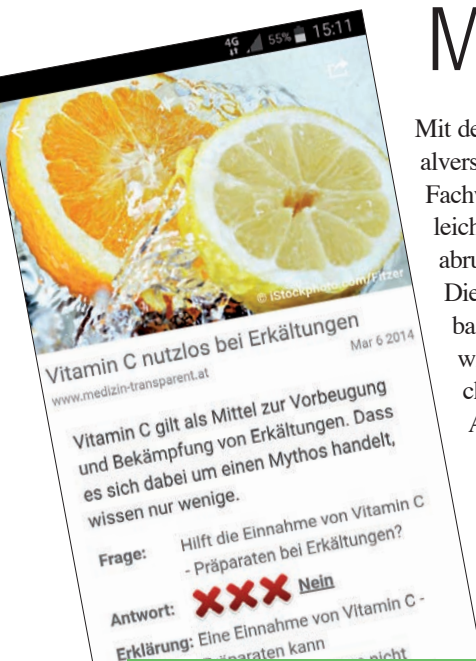 4G 55% 15:11
© iStockphoto.com/Fitzer
Vitamin C nutzlos bei Erkältungen
www.medizin-transparent.at
Mar 6 2014
Vitamin C gilt als Mittel zur Vorbeugung
und Bekämpfung von Erkältungen. Dass
es sich dabei um einen Mythos handelt,
wissen nur wenige.
Frage: Hilft die Einnahme von Vitamin C
- Präparaten bei Erkältungen?
Antwort: Nein
Erklärung: Eine Einnahme von Vitamin C -
kann
nicht
M
Mit de
alvers
Fachv
leich
abru
Die
ba
w
cl
A